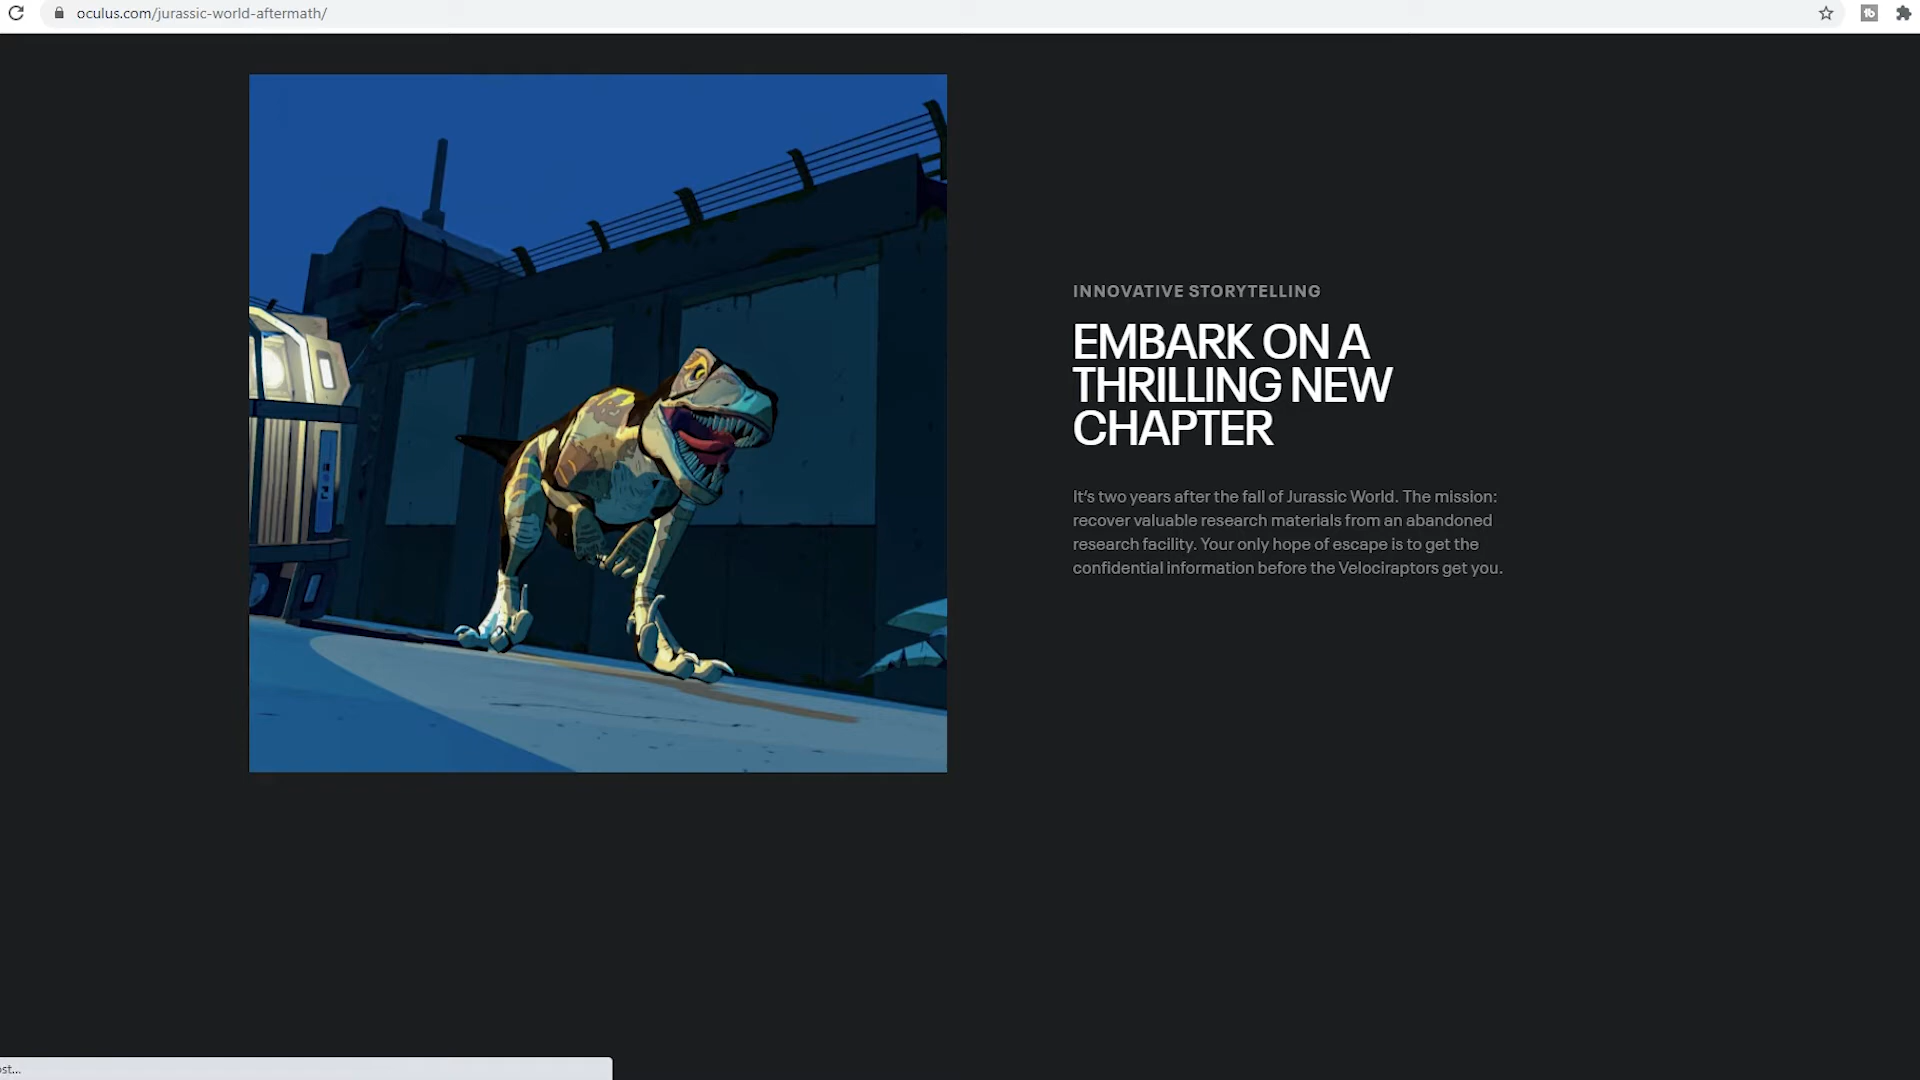 oculus.com/jurassic-world-aftermath/
INNOVATIVE STORYTELLING
EMBARK ON A
THRILLING NEW
CHAPTER
It's two years after the fall of Jurassic World. The mission:
recover valuable research materials from an abandoned
research facility. Your only hope of escape is to get the
confidential information before the Velociraptors get you.
ost...